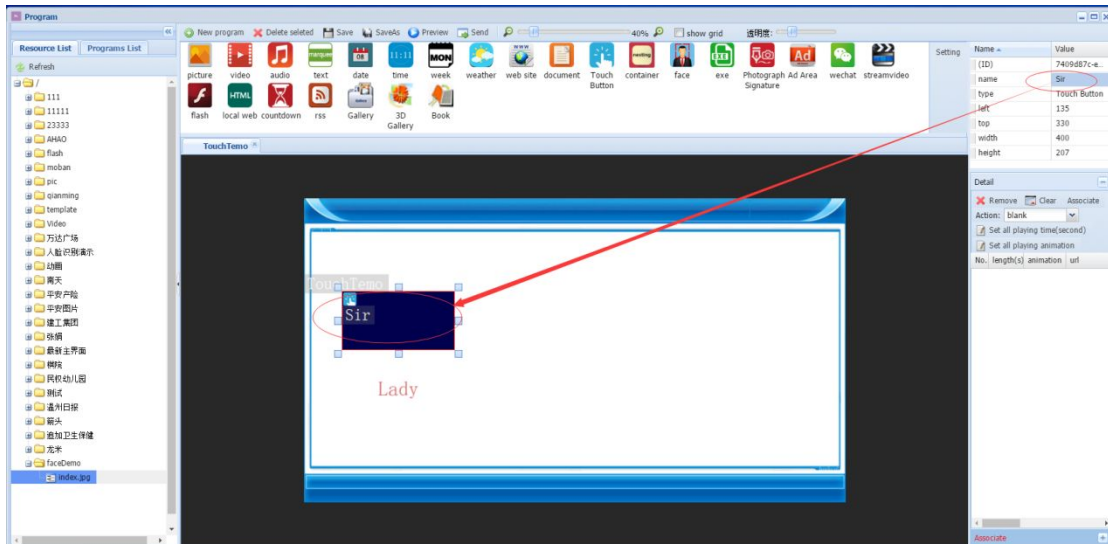 Program
Resource List Programs List
Refresh
/
111
11111
23333
AHAO
flash
moban
pic
qianming
template
Video
万达广场
人脸识别演示
动画
南天
平安产险
平安图片
建工集团
张娟
最新主界面
棋院
民权幼儿园
测试
温州日报
箭头
追加卫生保健
龙米
faceDemo
index.jpg
New program Delete seleted Save SaveAs Preview Send 40% show grid 透明度:
picture video audio text date time week weather web site document Touch Button container face exe Photograph Signature Ad Area wechat streamvideo
flash local web countdown rss Gallery 3D Gallery Book
Setting
TouchTemo
TouchTemo
Sir
Lady
Name Value
(ID) 7409d87c-e...
name Sir
type Touch Button
left 135
top 330
width 400
height 207
Detail
Remove Clear Associate
Action: blank
Set all playing time(second)
Set all playing animation
No. length(s) animation url
Associate